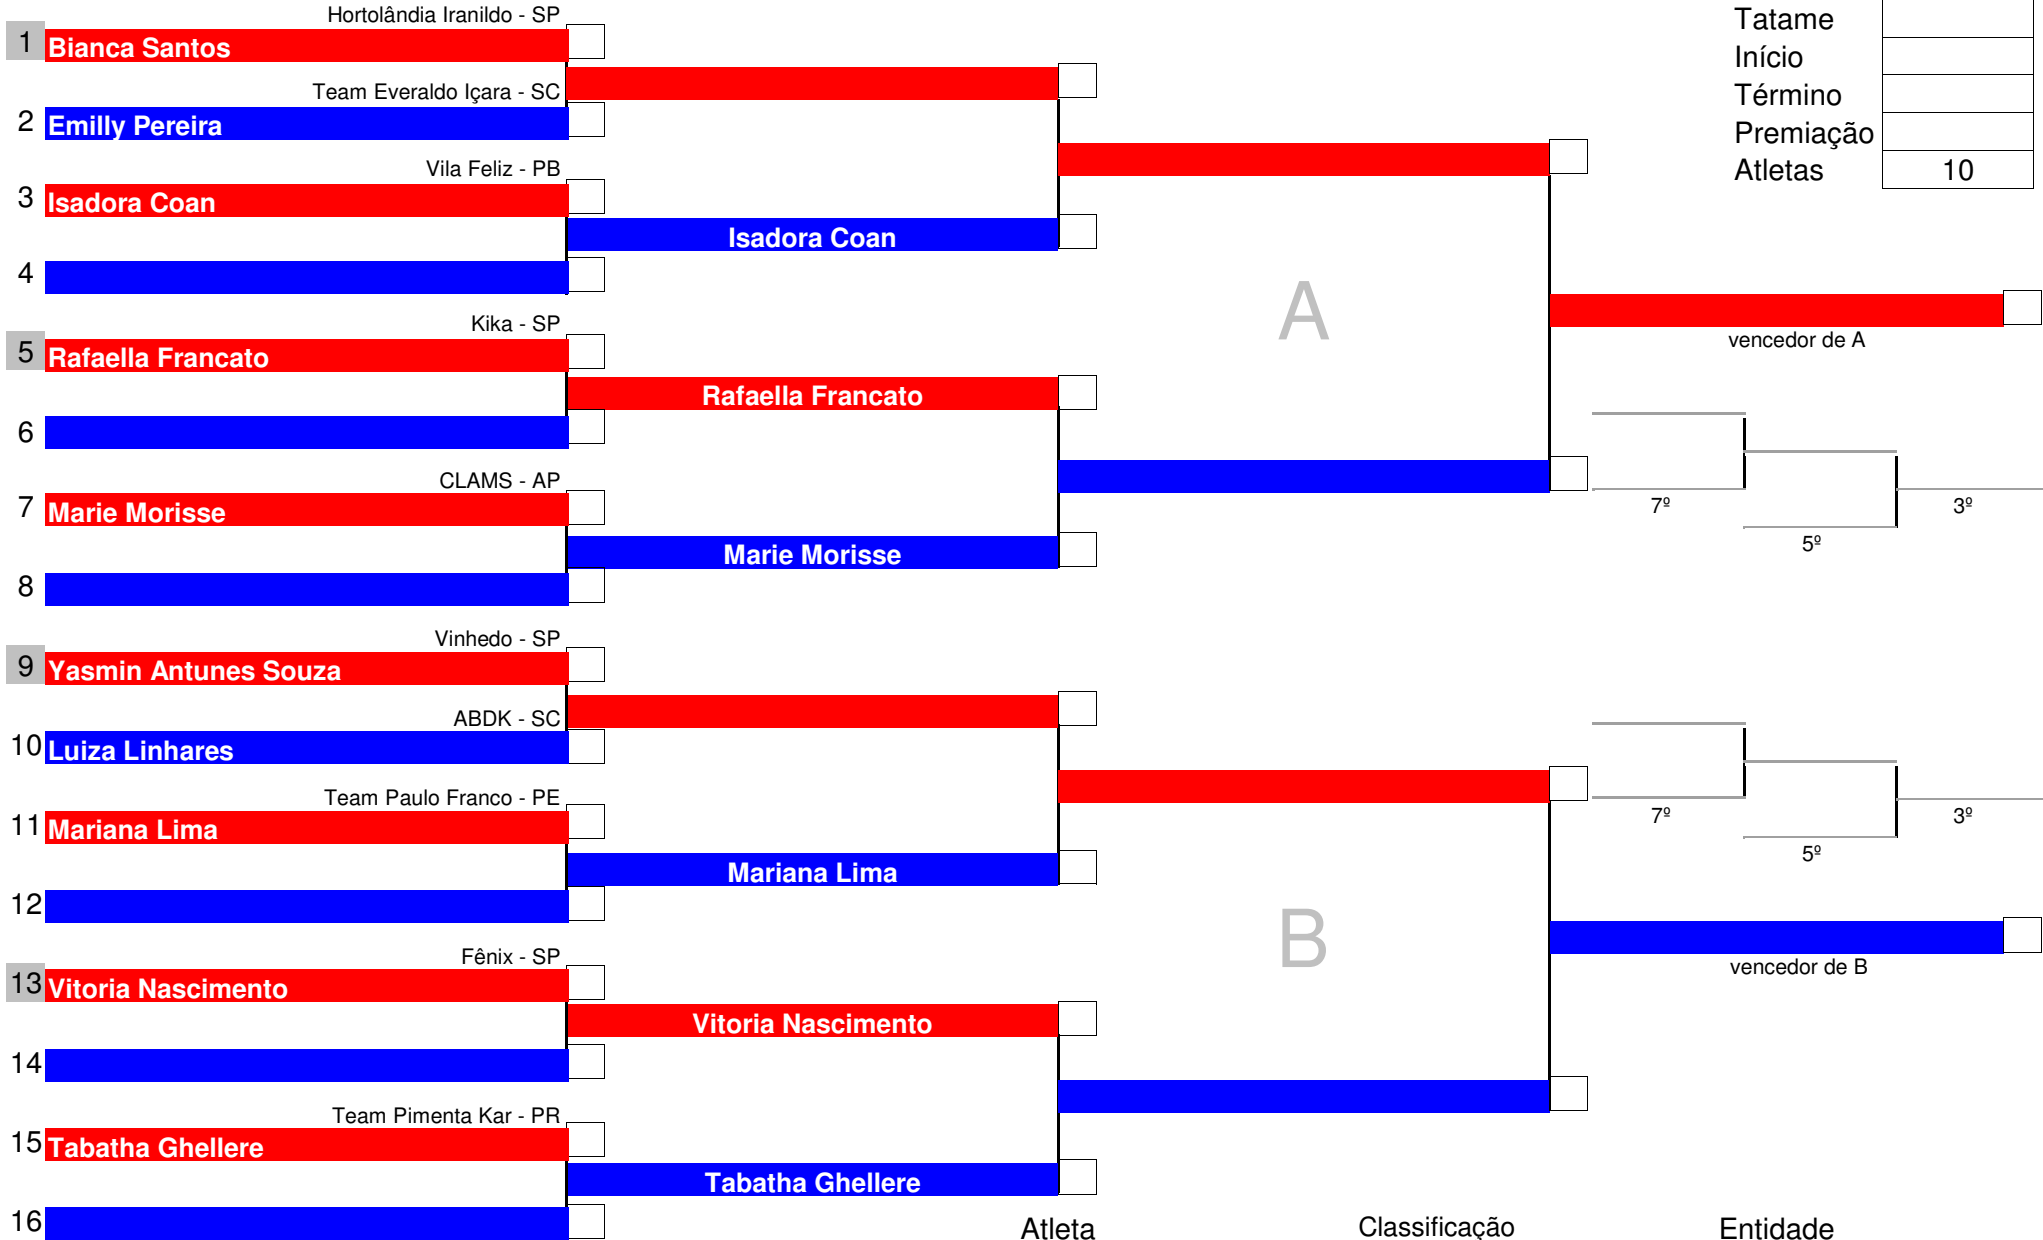 Hortolândia Iranildo - SP
1 Bianca Santos
Team Everaldo Içara - SC
2 Emilly Pereira
Vila Feliz - PB
3 Isadora Coan
Isadora Coan
4
Kika - SP
5 Rafaella Francato
Rafaella Francato
6
CLAMS - AP
7 Marie Morisse
Marie Morisse
8
Vinhedo - SP
9 Yasmin Antunes Souza
ABDK - SC
10 Luiza Linhares
Team Paulo Franco - PE
11 Mariana Lima
Mariana Lima
12
Fênix - SP
13 Vitoria Nascimento
Vitoria Nascimento
14
Team Pimenta Kar - PR
15 Tabatha Ghellere
Tabatha Ghellere
16
A
B
Tatame
Início
Término
Premiação
Atletas 10
vencedor de A
7º
3º
5º
7º
3º
5º
vencedor de B
Atleta Classificação Entidade